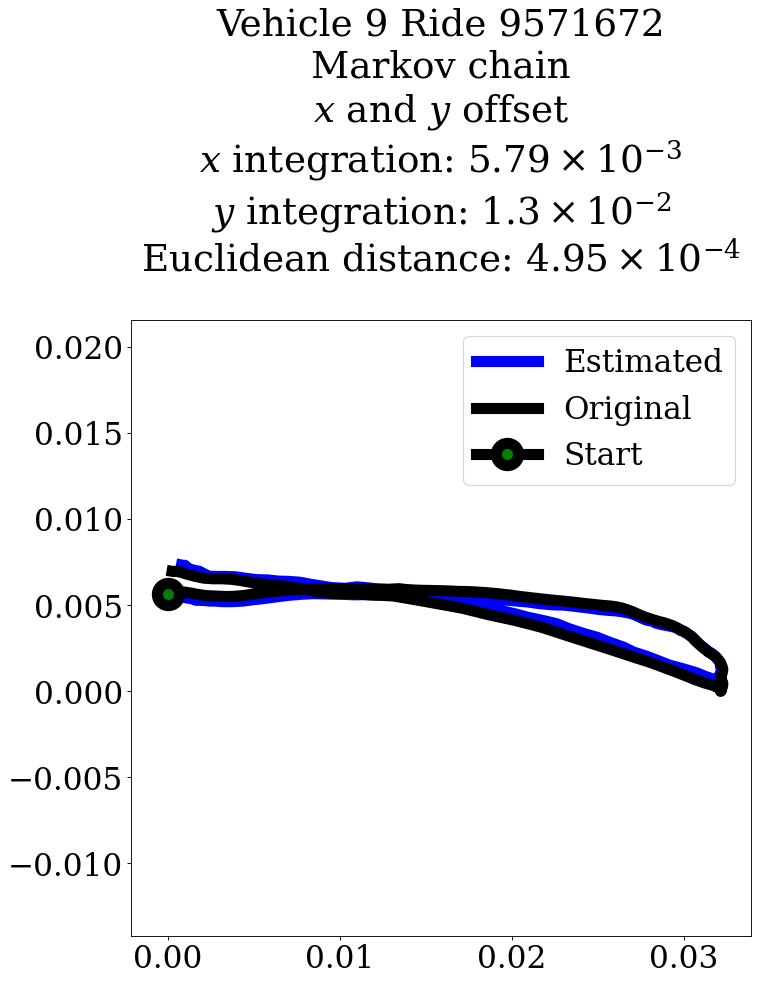 Vehicle 9 Ride 9571672
Markov chain
x and y offset
x integration: 5.79 × 10⁻³
y integration: 1.3 × 10⁻²
Euclidean distance: 4.95 × 10⁻⁴
Estimated
Original
Start
0.020
0.015
0.010
0.005
0.000
−0.005
−0.010
0.00 0.01 0.02 0.03